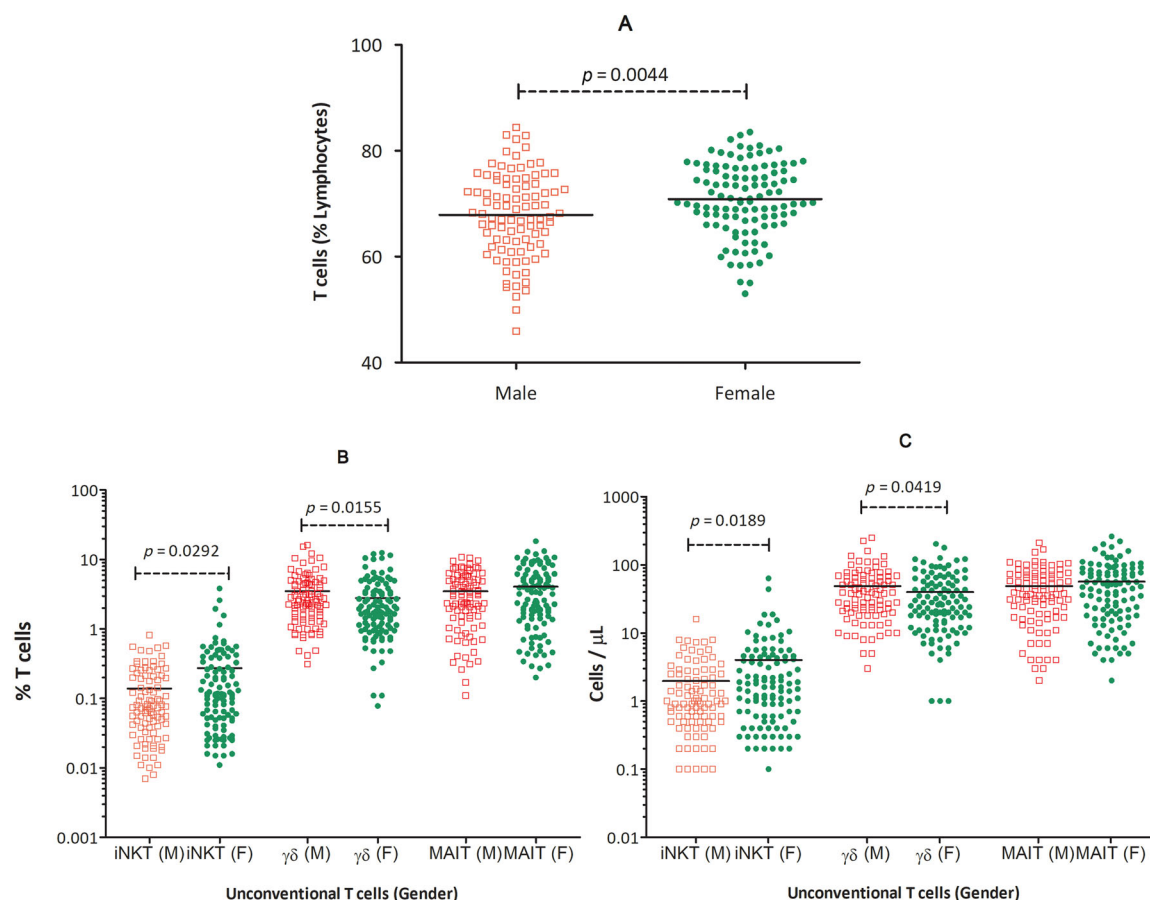 A
T cells (% Lymphocytes)
100
80
60
40
p = 0.0044
Male
Female
B
% T cells
100
10
1
0.1
0.01
0.001
p = 0.0292
p = 0.0155
iNKT (M)
iNKT (F)
γδ (M)
γδ (F)
MAIT (M)
MAIT (F)
Unconventional T cells (Gender)
C
Cells / µL
1000
100
10
1
0.1
0.01
p = 0.0189
p = 0.0419
iNKT (M)
iNKT (F)
γδ (M)
γδ (F)
MAIT (M)
MAIT (F)
Unconventional T cells (Gender)